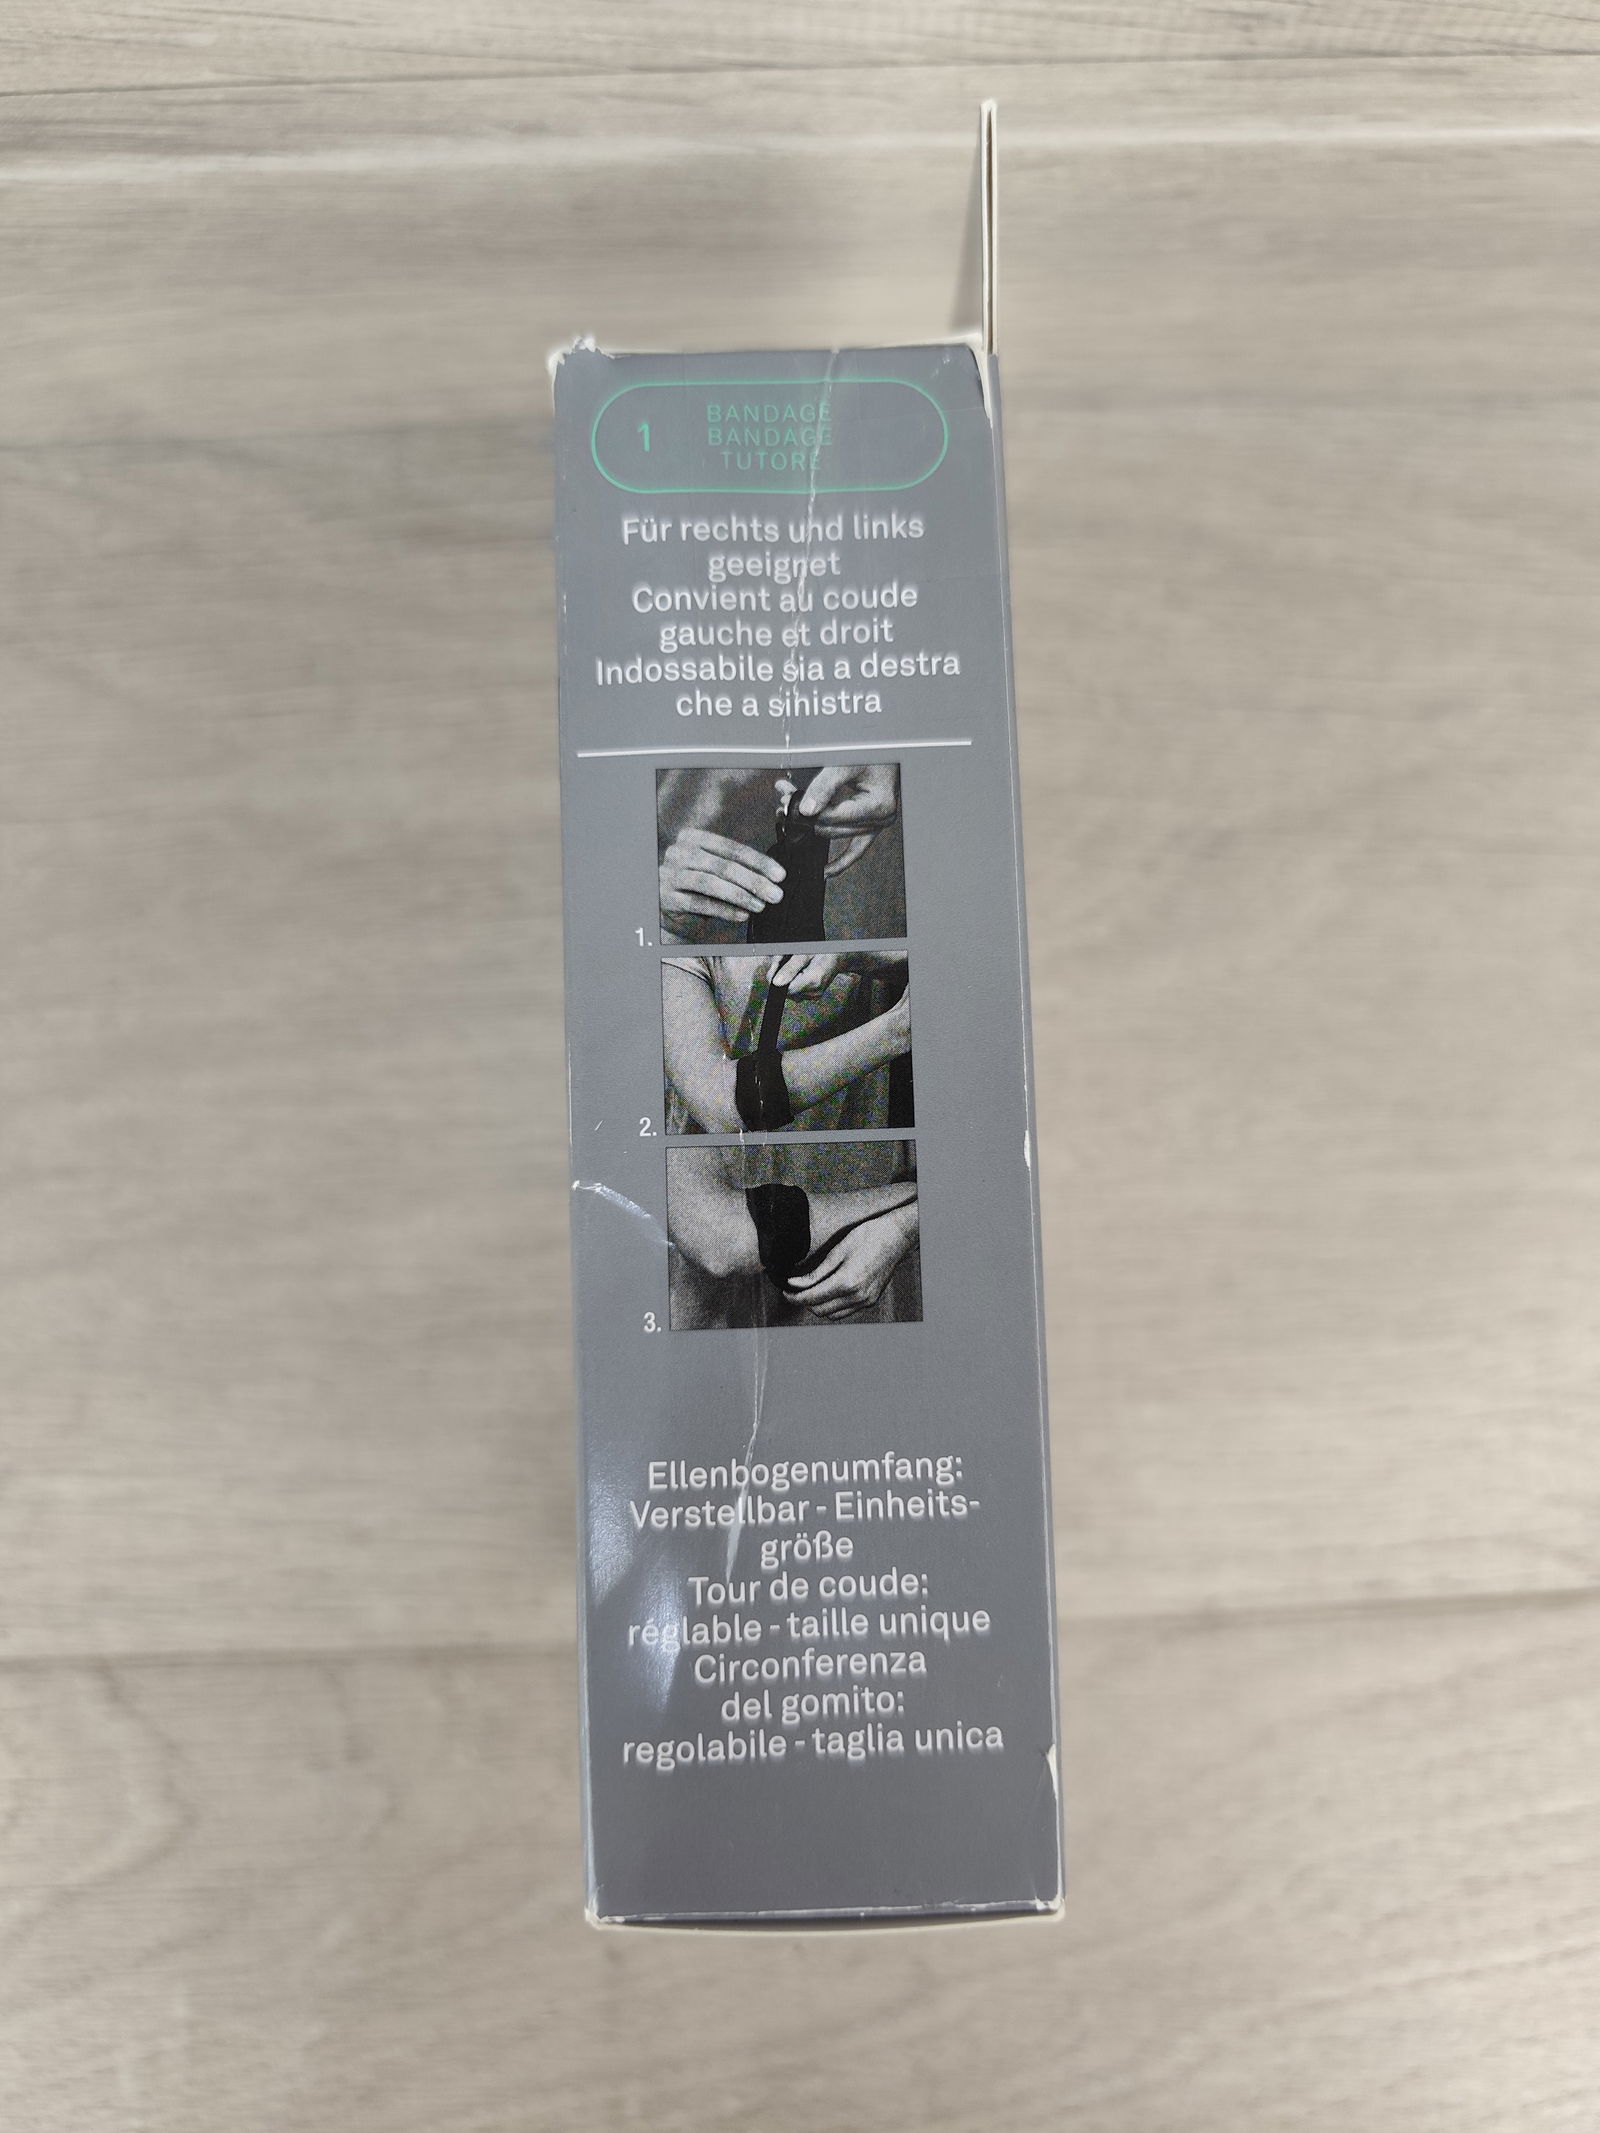 1
BANDAGE
BANDAGE
TUTORE
Für rechts und links
geeignet
Convient au coude
gauche et droit
Indossabile sia a destra
che a sinistra
1.
2.
3.
Ellenbogenumfang:
Verstellbar - Einheits-
größe
Tour de coude:
réglable - taille unique
Circonferenza
del gomito:
regolabile - taglia unica